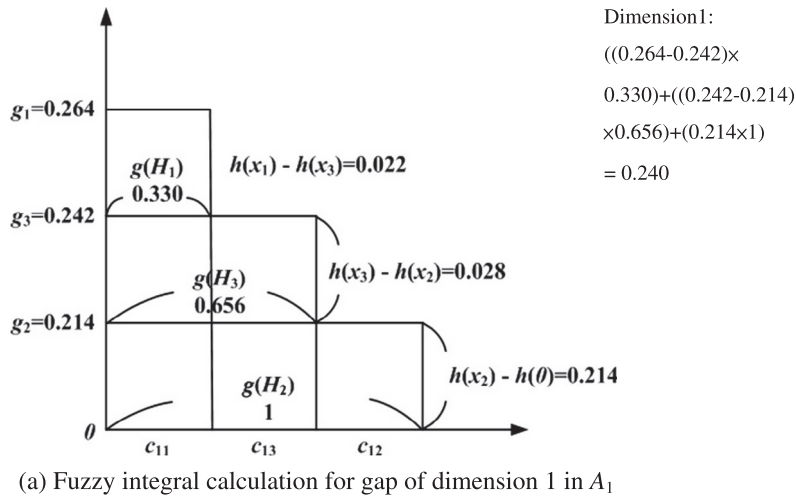 Dimension1:
((0.264-0.242)×
0.330)+((0.242-0.214)
×0.656)+(0.214×1)
= 0.240
g₁=0.264
g(H₁)
0.330
h(x₁) - h(x₃)=0.022
g₃=0.242
g(H₃)
0.656
h(x₃) - h(x₂)=0.028
g₂=0.214
g(H₂)
1
h(x₂) - h(0)=0.214
0
c₁₁ c₁₃ c₁₂
(a) Fuzzy integral calculation for gap of dimension 1 in A₁